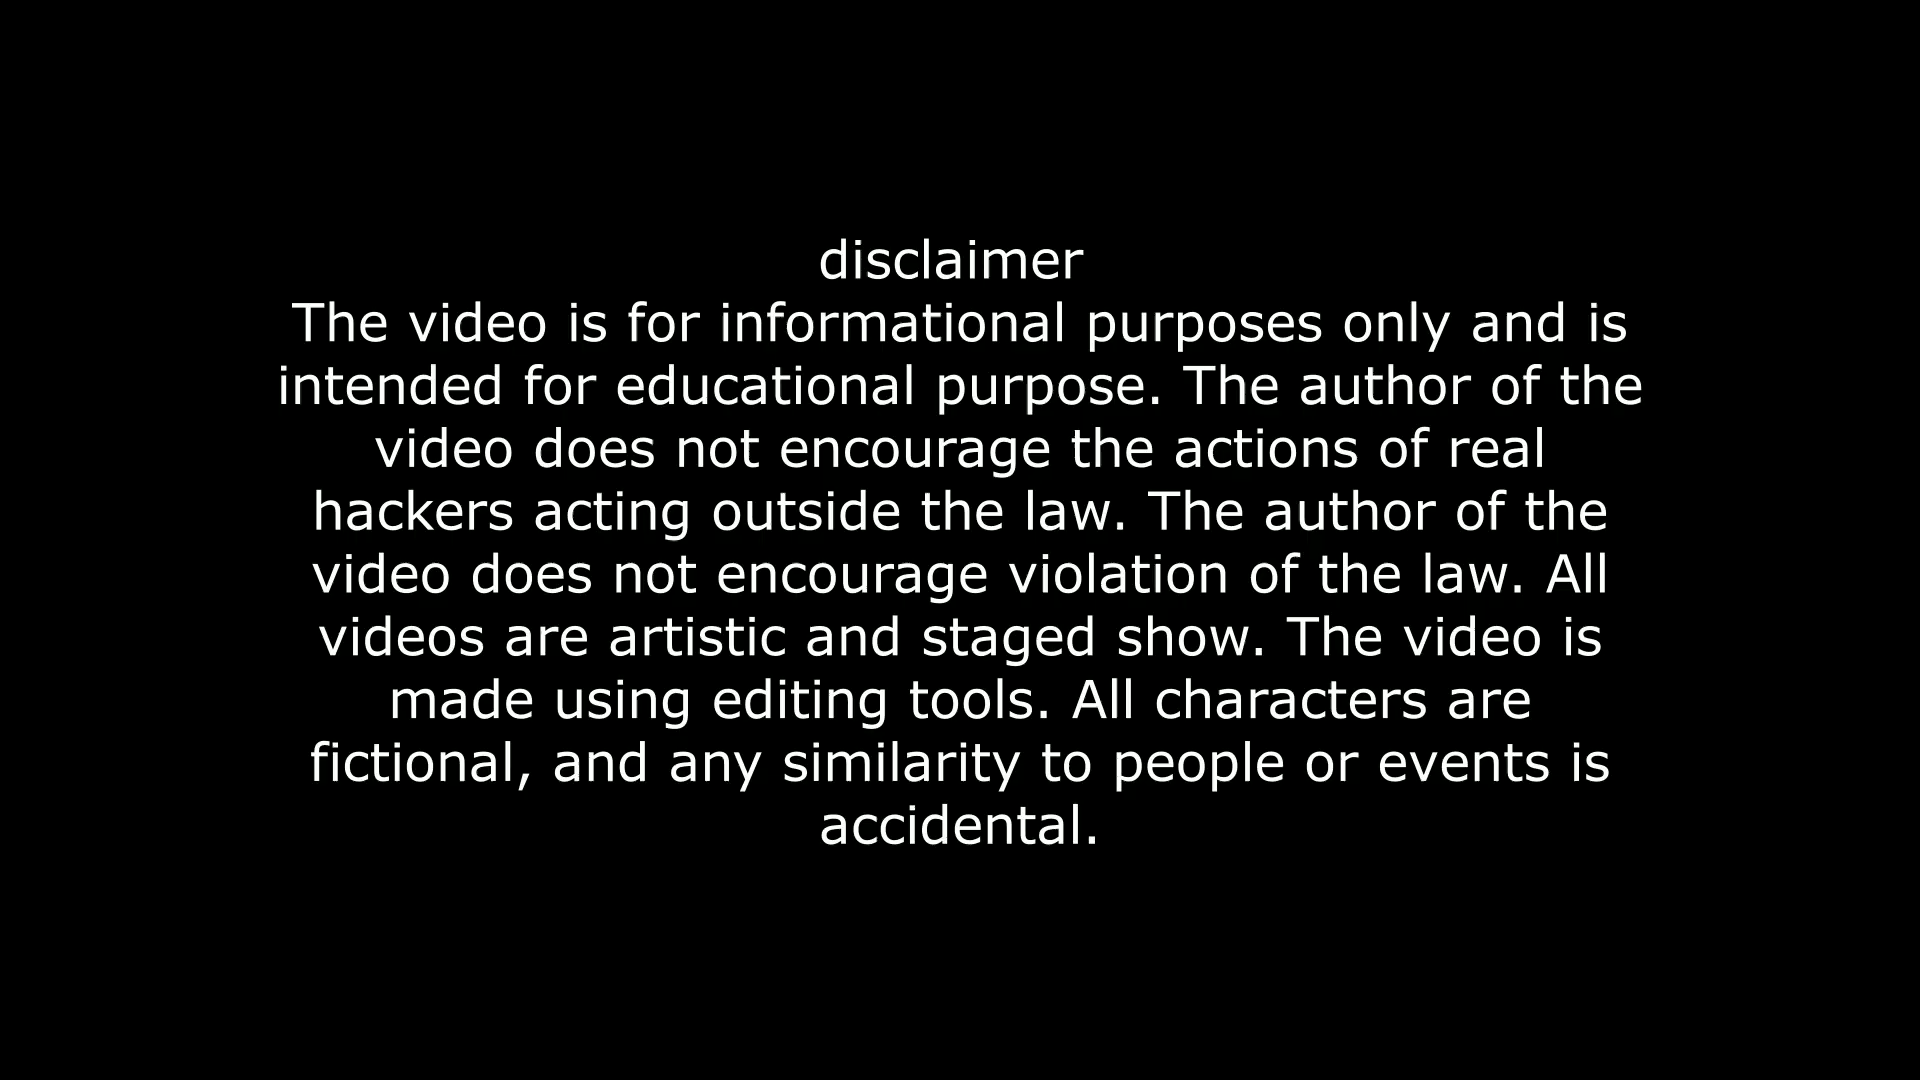 disclaimer
The video is for informational purposes only and is
intended for educational purpose. The author of the
video does not encourage the actions of real
hackers acting outside the law. The author of the
video does not encourage violation of the law. All
videos are artistic and staged show. The video is
made using editing tools. All characters are
fictional, and any similarity to people or events is
accidental.